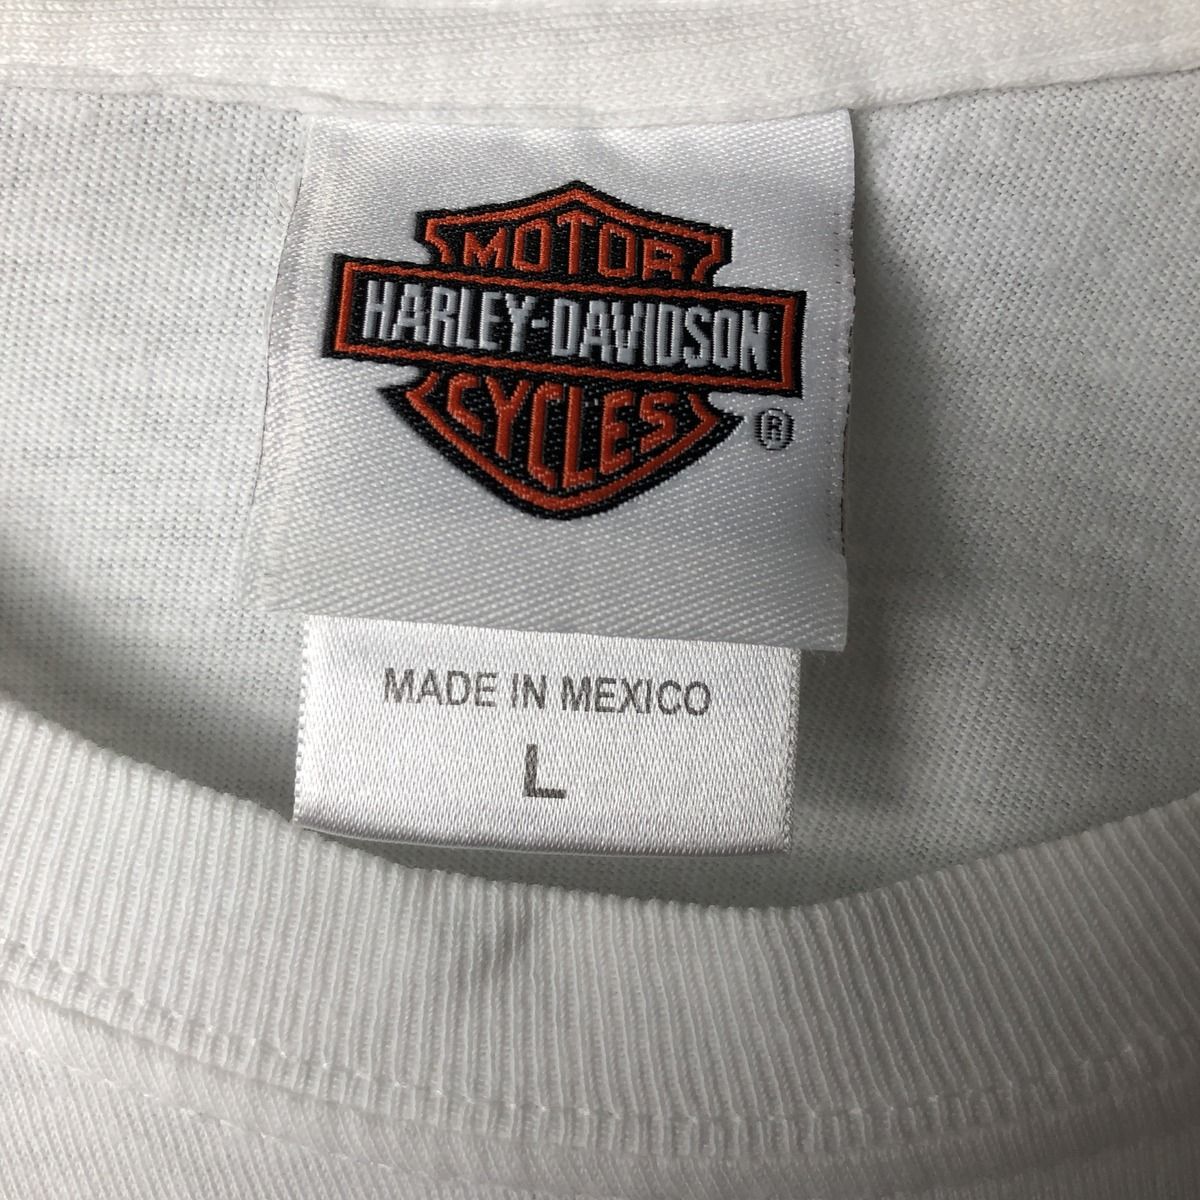 MOTOR
HARLEY-DAVIDSON
CYCLES
®
MADE IN MEXICO
L